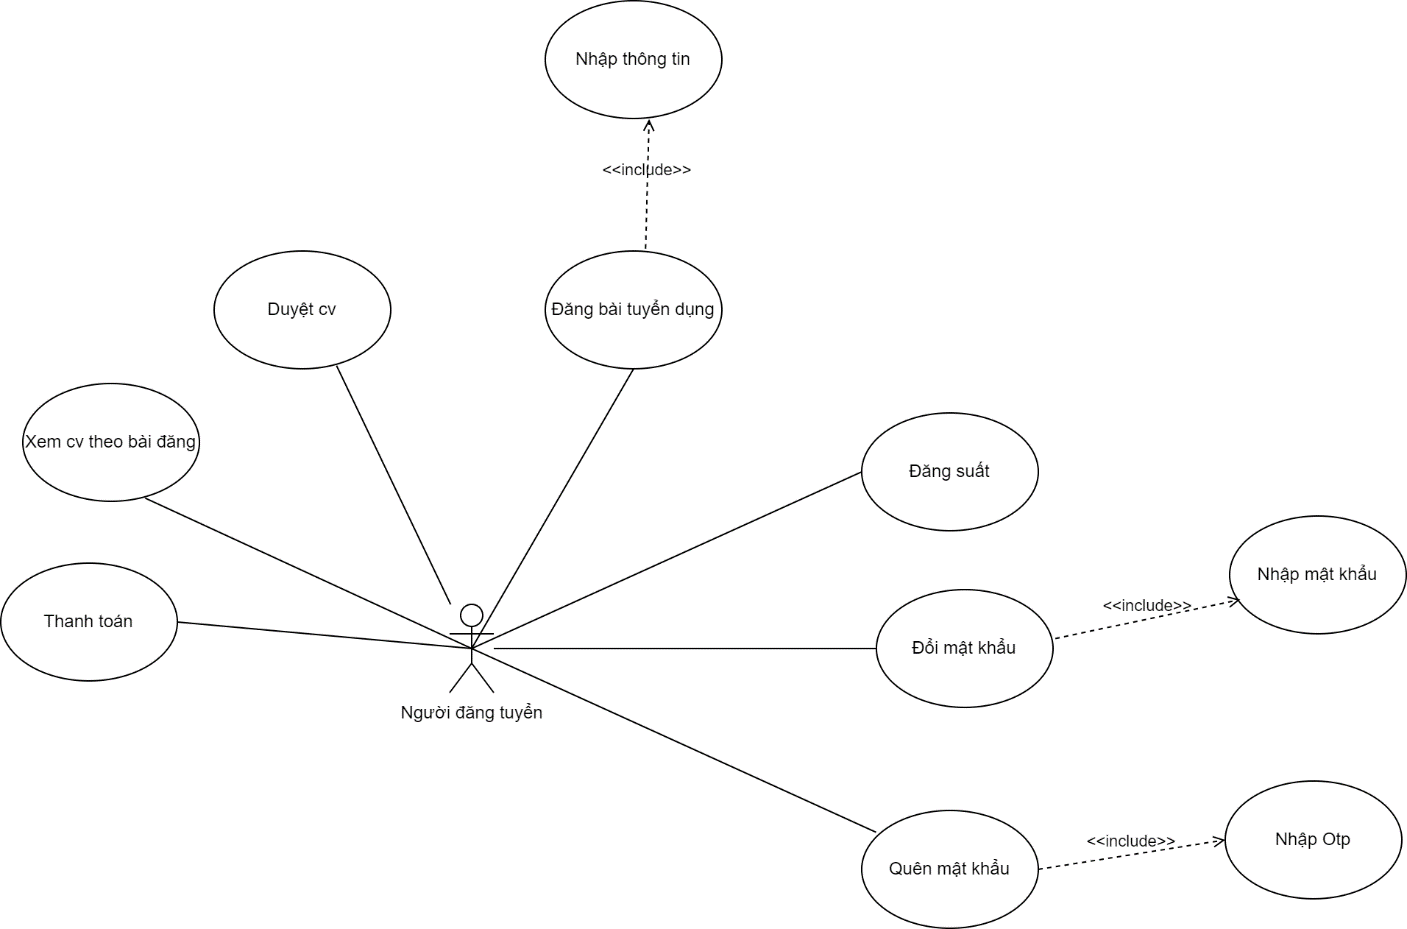 Nhập thông tin
<<include>>
Duyệt cv
Đăng bài tuyển dụng
Xem cv theo bài đăng
Đăng suất
Nhập mật khẩu
<<include>>
Thanh toán
Đổi mật khẩu
Người đăng tuyển
<<include>>
Nhập Otp
Quên mật khẩu